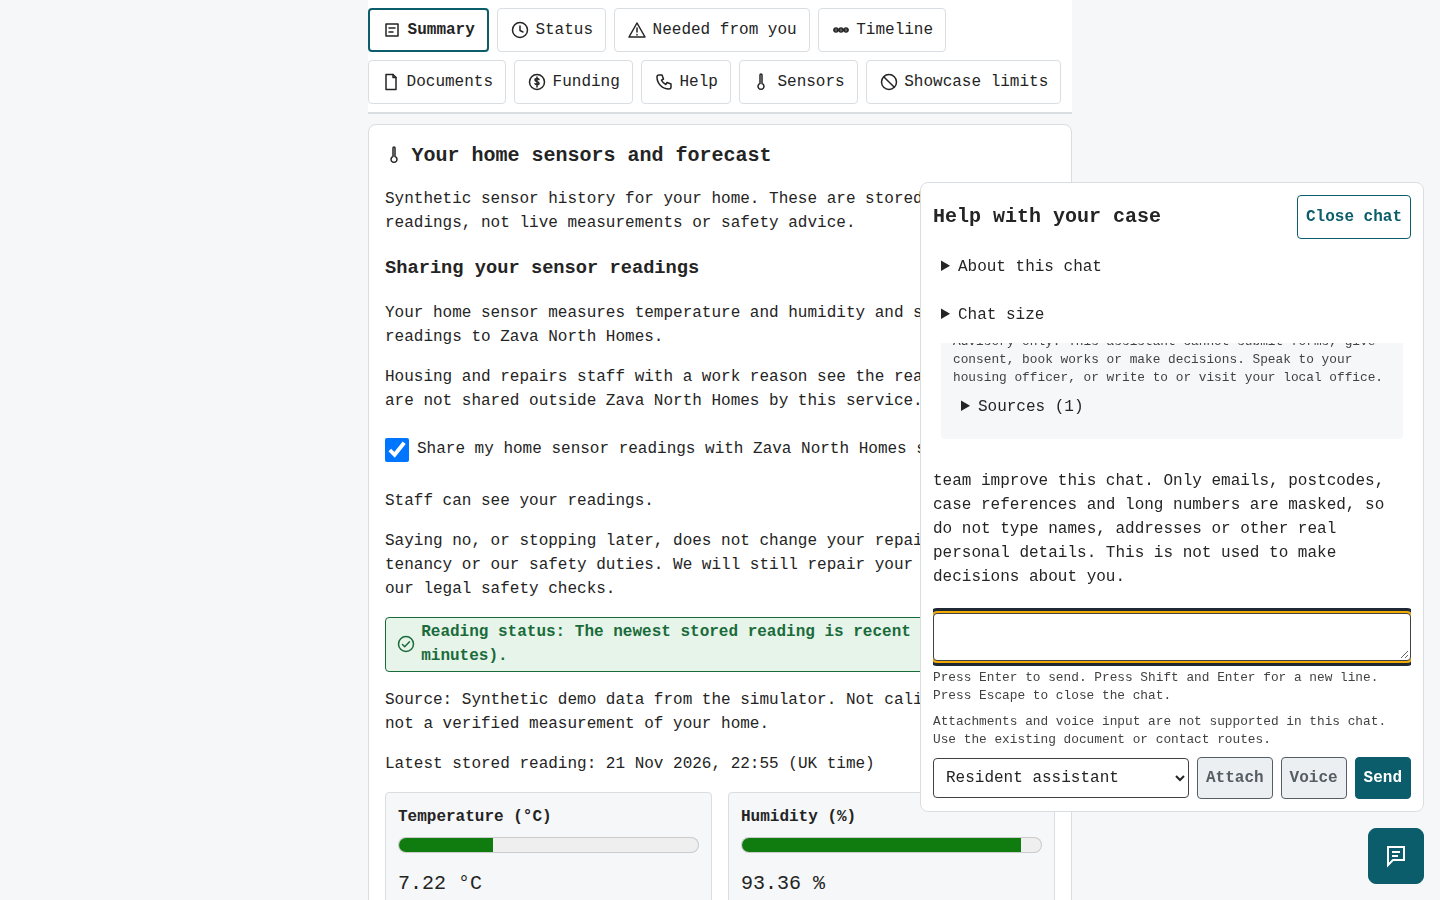 Summary
Status
Needed from you
Timeline
Documents
Funding
Help
Sensors
Showcase limits
Your home sensors and forecast
Synthetic sensor history for your home. These are stored
readings, not live measurements or safety advice.
Sharing your sensor readings
Your home sensor measures temperature and humidity and s
readings to Zava North Homes.
Housing and repairs staff with a work reason see the rea
are not shared outside Zava North Homes by this service.
Share my home sensor readings with Zava North Homes s
Staff can see your readings.
Saying no, or stopping later, does not change your repai
tenancy or our safety duties. We will still repair your
our legal safety checks.
Reading status: The newest stored reading is recent
minutes).
Source: Synthetic demo data from the simulator. Not cali
not a verified measurement of your home.
Latest stored reading: 21 Nov 2026, 22:55 (UK time)
Temperature (°C)
7.22 °C
Humidity (%)
93.36 %
Help with your case
Close chat
About this chat
Chat size
Advisory only. This assistant cannot submit forms, give
consent, book works or make decisions. Speak to your
housing officer, or write to or visit your local office.
Sources (1)
team improve this chat. Only emails, postcodes,
case references and long numbers are masked, so
do not type names, addresses or other real
personal details. This is not used to make
decisions about you.
Press Enter to send. Press Shift and Enter for a new line.
Press Escape to close the chat.
Attachments and voice input are not supported in this chat.
Use the existing document or contact routes.
Resident assistant
Attach
Voice
Send